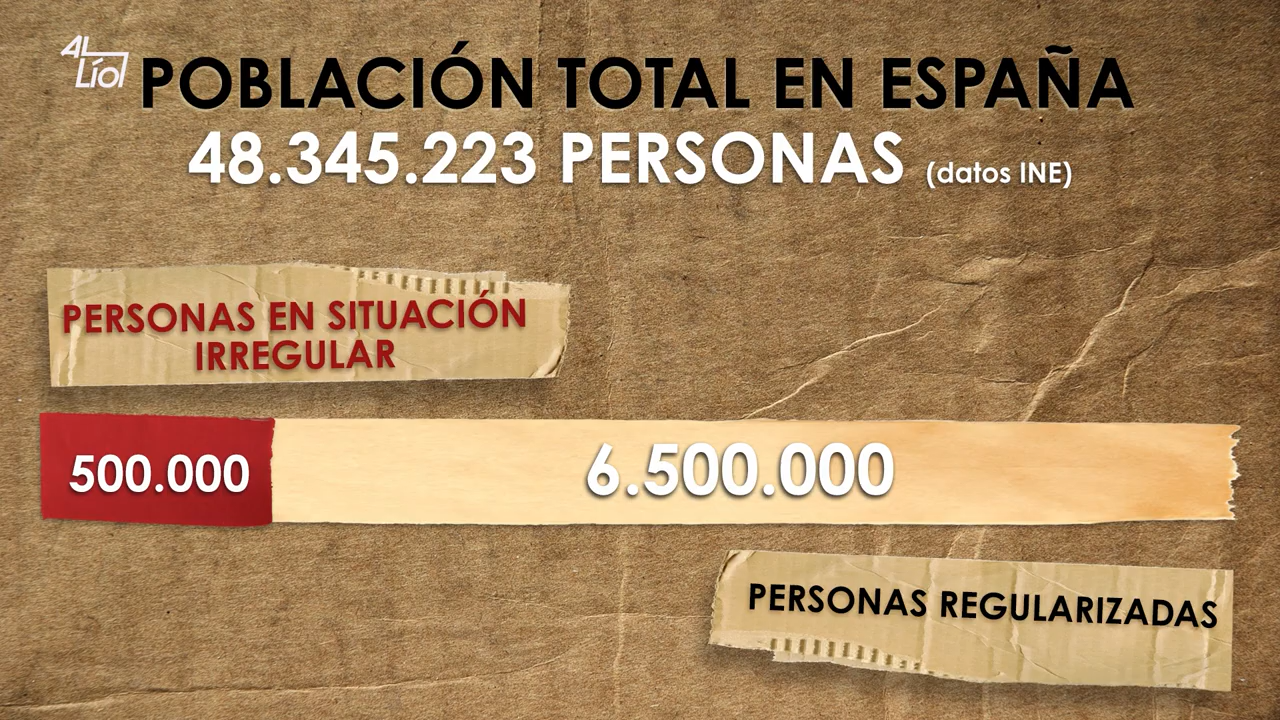 Al
Lío!
POBLACIÓN TOTAL EN ESPAÑA
48.345.223 PERSONAS (datos INE)
PERSONAS EN SITUACIÓN
IRREGULAR
500.000
6.500.000
PERSONAS REGULARIZADAS